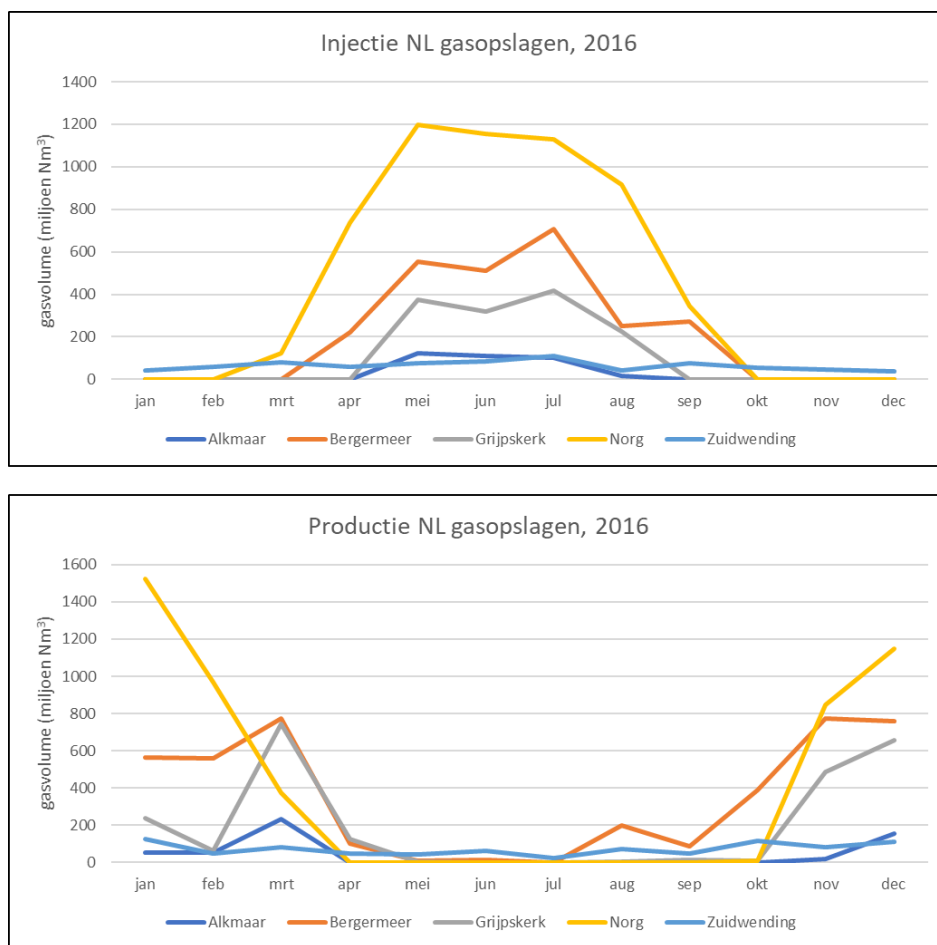 Injectie NL gasopslagen, 2016
gasvolume (miljoen Nm³)
1400
1200
1000
800
600
400
200
0
jan feb mrt apr mei jun jul aug sep okt nov dec
Alkmaar Bergermeer Grijpskerk Norg Zuidwending
Productie NL gasopslagen, 2016
gasvolume (miljoen Nm³)
1600
1400
1200
1000
800
600
400
200
0
jan feb mrt apr mei jun jul aug sep okt nov dec
Alkmaar Bergermeer Grijpskerk Norg Zuidwending